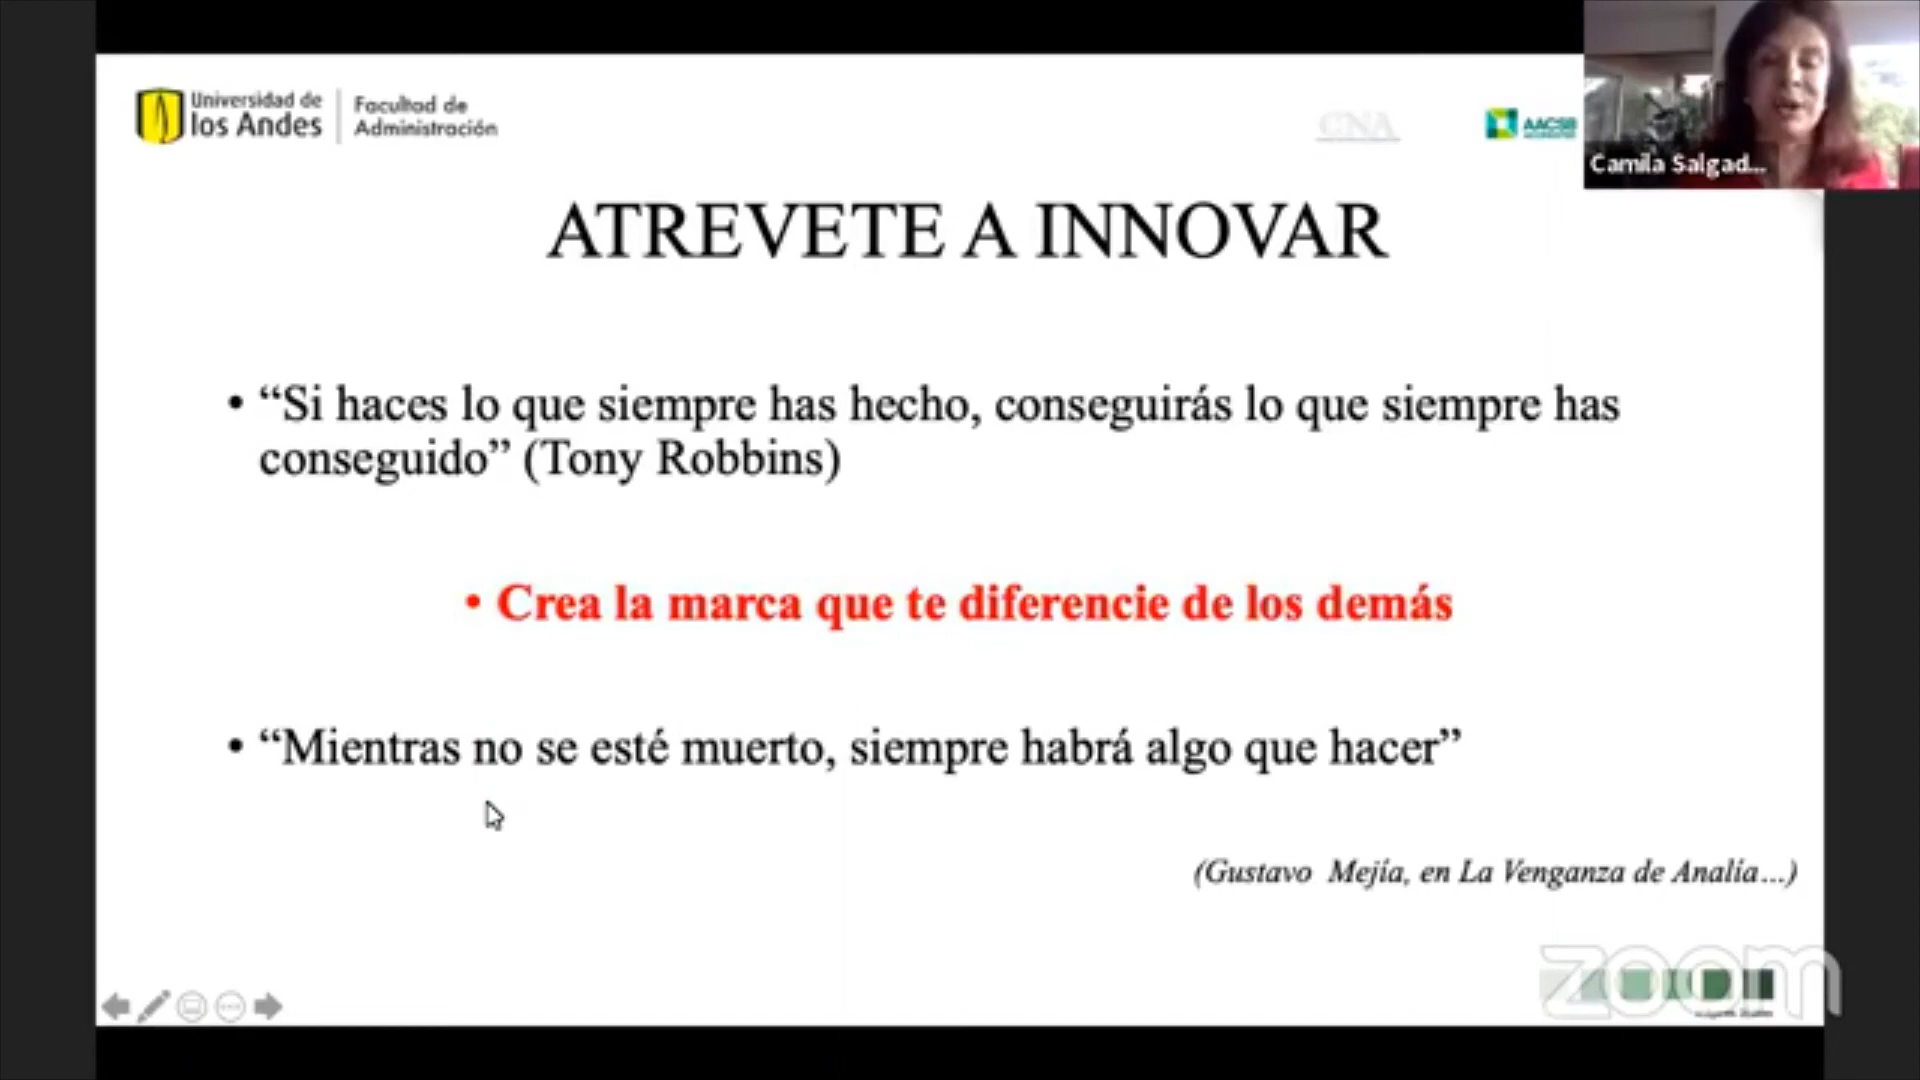 Universidad de
los Andes
Facultad de
Administración
CNA
AACSB
Camila Salgad...
ATREVETE A INNOVAR
• “Si haces lo que siempre has hecho, conseguirás lo que siempre has
conseguido” (Tony Robbins)
• Crea la marca que te diferencie de los demás
• “Mientras no se esté muerto, siempre habrá algo que hacer”
(Gustavo Mejía, en La Venganza de Analía...)
zoom